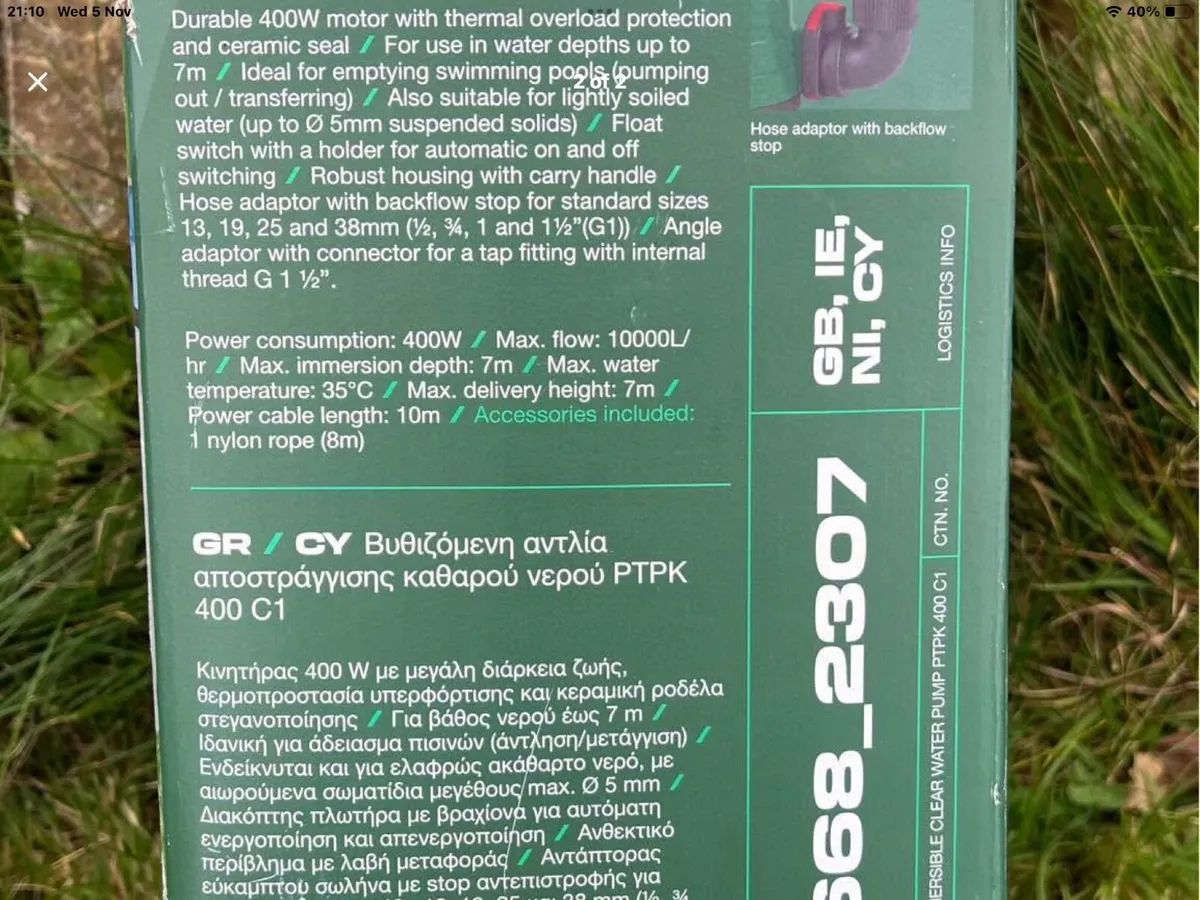 21:10 Wed 5 Nov
40%
2 of 2
Durable 400W motor with thermal overload protection
and ceramic seal / For use in water depths up to
7m / Ideal for emptying swimming pools (pumping
out / transferring) / Also suitable for lightly soiled
water (up to Ø 5mm suspended solids) / Float
switch with a holder for automatic on and off
switching / Robust housing with carry handle /
Hose adaptor with backflow stop for standard sizes
13, 19, 25 and 38mm (½, ¾, 1 and 1½”(G1)) / Angle
adaptor with connector for a tap fitting with internal
thread G 1 ½”.
Power consumption: 400W / Max. flow: 10000L/
hr / Max. immersion depth: 7m / Max. water
temperature: 35°C / Max. delivery height: 7m /
Power cable length: 10m / Accessories included:
1 nylon rope (8m)
GR / CY Βυθιζόμενη αντλία
αποστράγγισης καθαρού νερού PTPK
400 C1
Κινητήρας 400 W με μεγάλη διάρκεια ζωής,
θερμοπροστασία υπερφόρτισης και κεραμική ροδέλα
στεγανοποίησης / Για βάθος νερού έως 7 m /
Ιδανική για άδειασμα πισινών (άντληση/μετάγγιση) /
Ενδείκνυται και για ελαφρώς ακάθαρτο νερό, με
αιωρούμενα σωματίδια μεγέθους max. Ø 5 mm /
Διακόπτης πλωτήρα με βραχίονα για αυτόματη
ενεργοποίηση και απενεργοποίηση / Ανθεκτικό
περίβλημα με λαβή μεταφοράς / Αντάπτορας
εύκαμπτου σωλήνα με stop αντεπιστροφής για
Hose adaptor with backflow
stop
GB, IE,
NI, CY
LOGISTICS INFO
68_2307
CTN. NO.
CLEAR WATER PUMP PTPK 400 C1